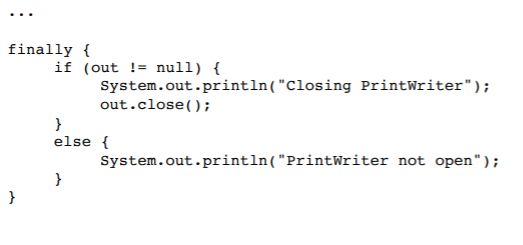 ...
finally {
if (out != null) {
System.out.println("Closing PrintWriter");
out.close();
}
else {
System.out.println("PrintWriter not open");
}
}